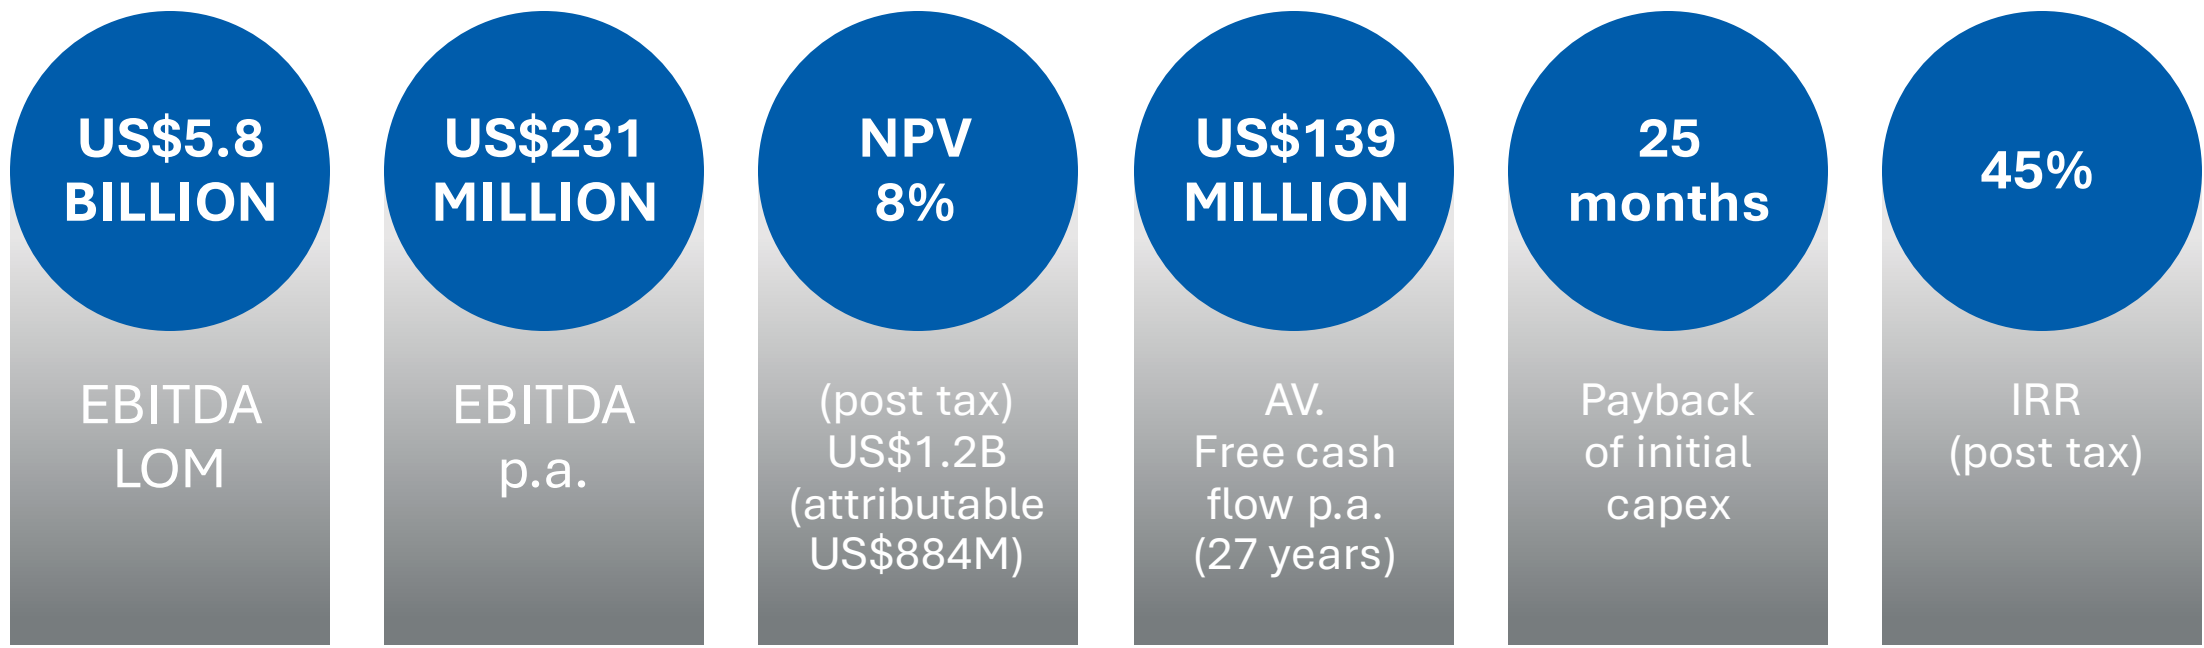 US$5.8
BILLION
EBITDA
LOM
US$231
MILLION
EBITDA
p.a.
NPV
8%
(post tax)
US$1.2B
(attributable
US$884M)
US$139
MILLION
AV.
Free cash
flow p.a.
(27 years)
25
months
Payback
of initial
capex
45%
IRR
(post tax)